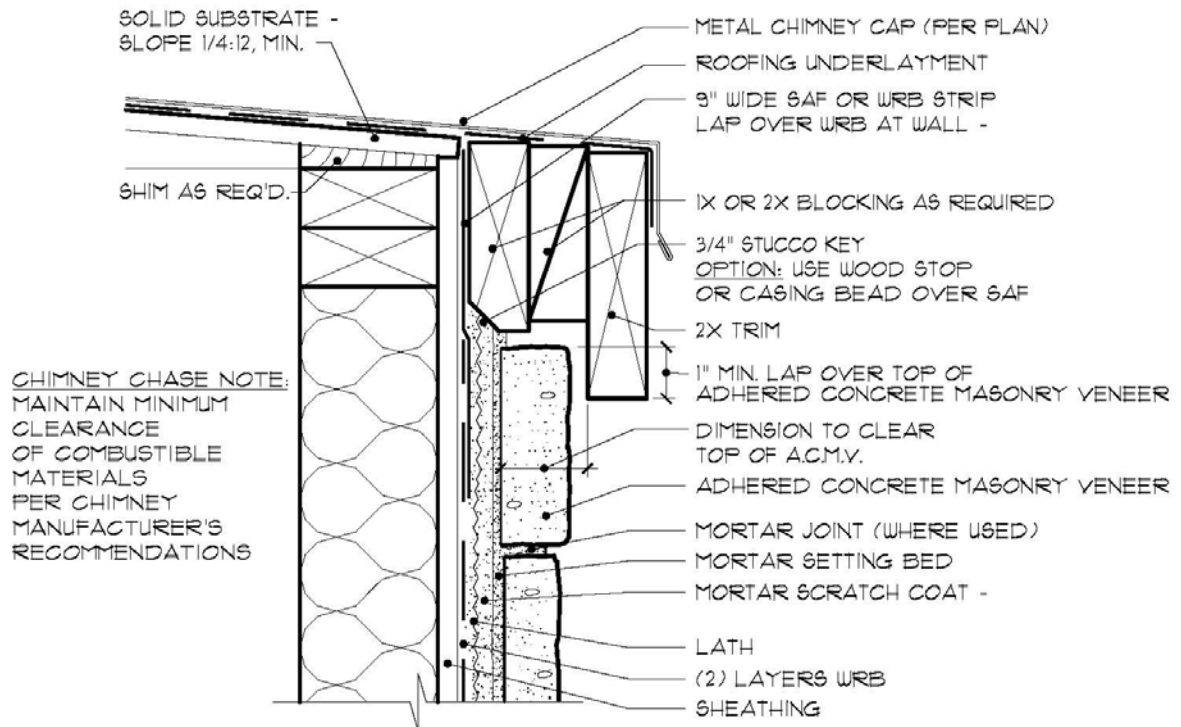 SOLID SUBSTRATE -
SLOPE 1/4:12, MIN.
SHIM AS REQ'D.
CHIMNEY CHASE NOTE:
MAINTAIN MINIMUM
CLEARANCE
OF COMBUSTIBLE
MATERIALS
PER CHIMNEY
MANUFACTURER'S
RECOMMENDATIONS
METAL CHIMNEY CAP (PER PLAN)
ROOFING UNDERLAYMENT
9" WIDE SAF OR WRB STRIP
LAP OVER WRB AT WALL -
1X OR 2X BLOCKING AS REQUIRED
3/4" STUCCO KEY
OPTION: USE WOOD STOP
OR CASING BEAD OVER SAF
2X TRIM
1" MIN. LAP OVER TOP OF
ADHERED CONCRETE MASONRY VENEER
DIMENSION TO CLEAR
TOP OF A.C.M.V.
ADHERED CONCRETE MASONRY VENEER
MORTAR JOINT (WHERE USED)
MORTAR SETTING BED
MORTAR SCRATCH COAT -
LATH
(2) LAYERS WRB
SHEATHING